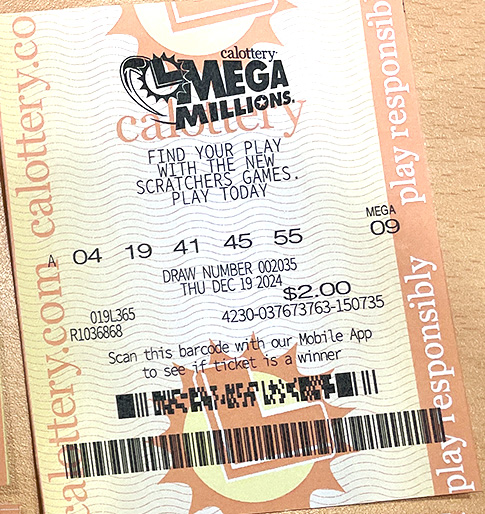 calottery
MEGA
MILLIONS.
calottery
FIND YOUR PLAY
WITH THE NEW
SCRATCHERS GAMES.
PLAY TODAY
MEGA
A 04 19 41 45 55 09
DRAW NUMBER 002035
THU DEC 19 2024
$2.00
019L365 4230-037673763-150735
R1036868
Scan this barcode with our Mobile App
to see if ticket is a winner
calottery.com calottery.co
play responsibly play responsib